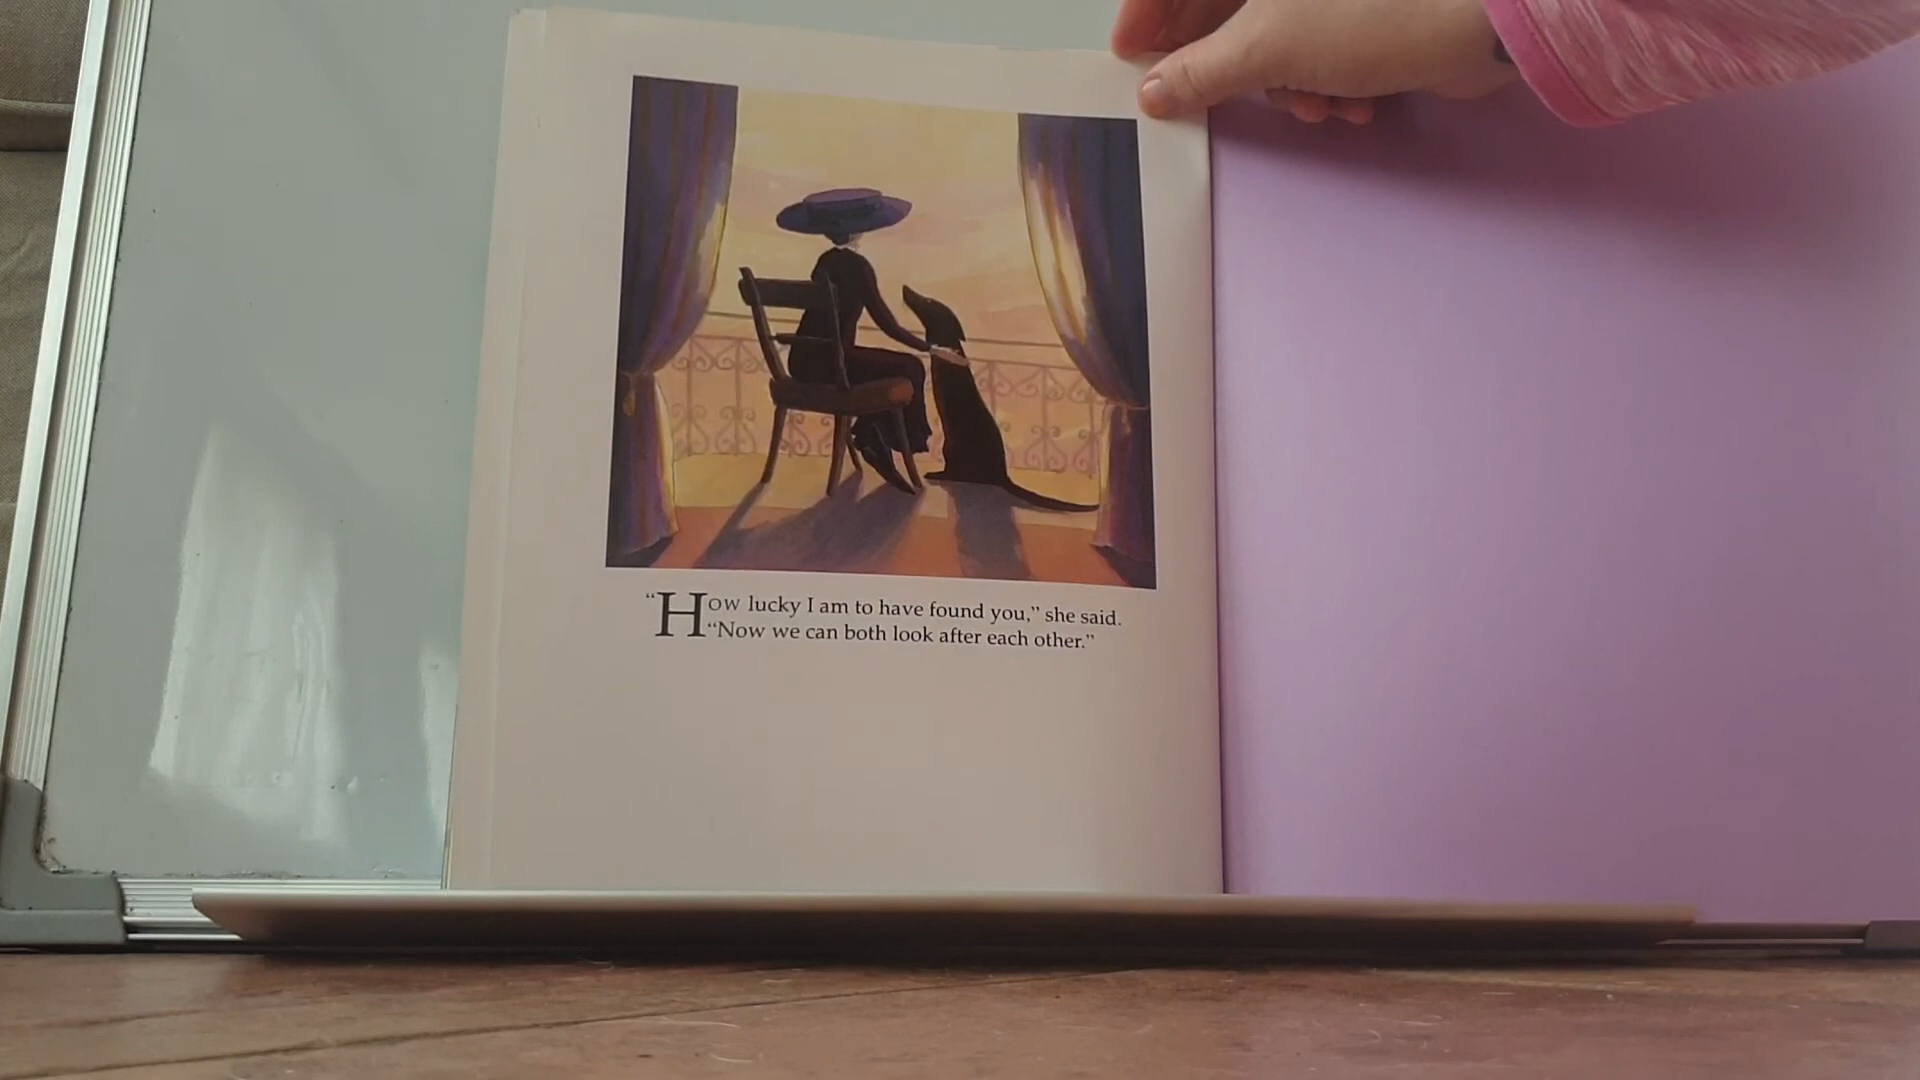 “How lucky I am to have found you,” she said.
“Now we can both look after each other.”